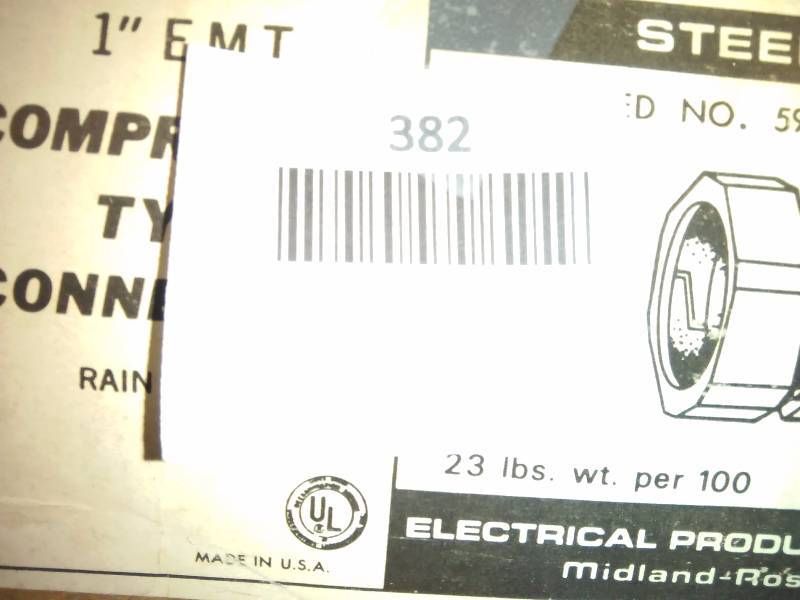 1" EMT
STEE
COMPR
382
ED NO. 59
TY
CONNE
RAIN
23 lbs. wt. per 100
UL
ELECTRICAL PRODU
MADE IN U.S.A.
Midland-Ros